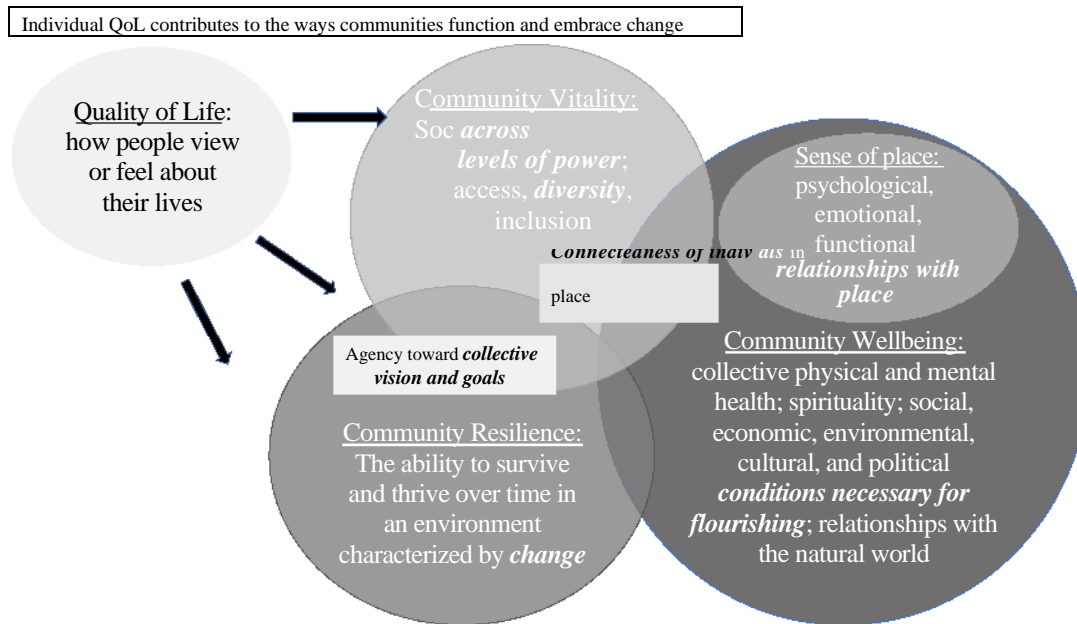 Individual QoL contributes to the ways communities function and embrace change
Quality of Life:
how people view
or feel about
their lives
Community Vitality:
Soc across
levels of power;
access, diversity,
inclusion
Sense of place:
psychological,
emotional,
functional
relationships with
place
Connectedness of in
place
Agency toward collective
vision and goals
Community Resilience:
The ability to survive
and thrive over time in
an environment
characterized by change
Community Wellbeing:
collective physical and mental
health; spirituality; social,
economic, environmental,
cultural, and political
conditions necessary for
flourishing; relationships with
the natural world